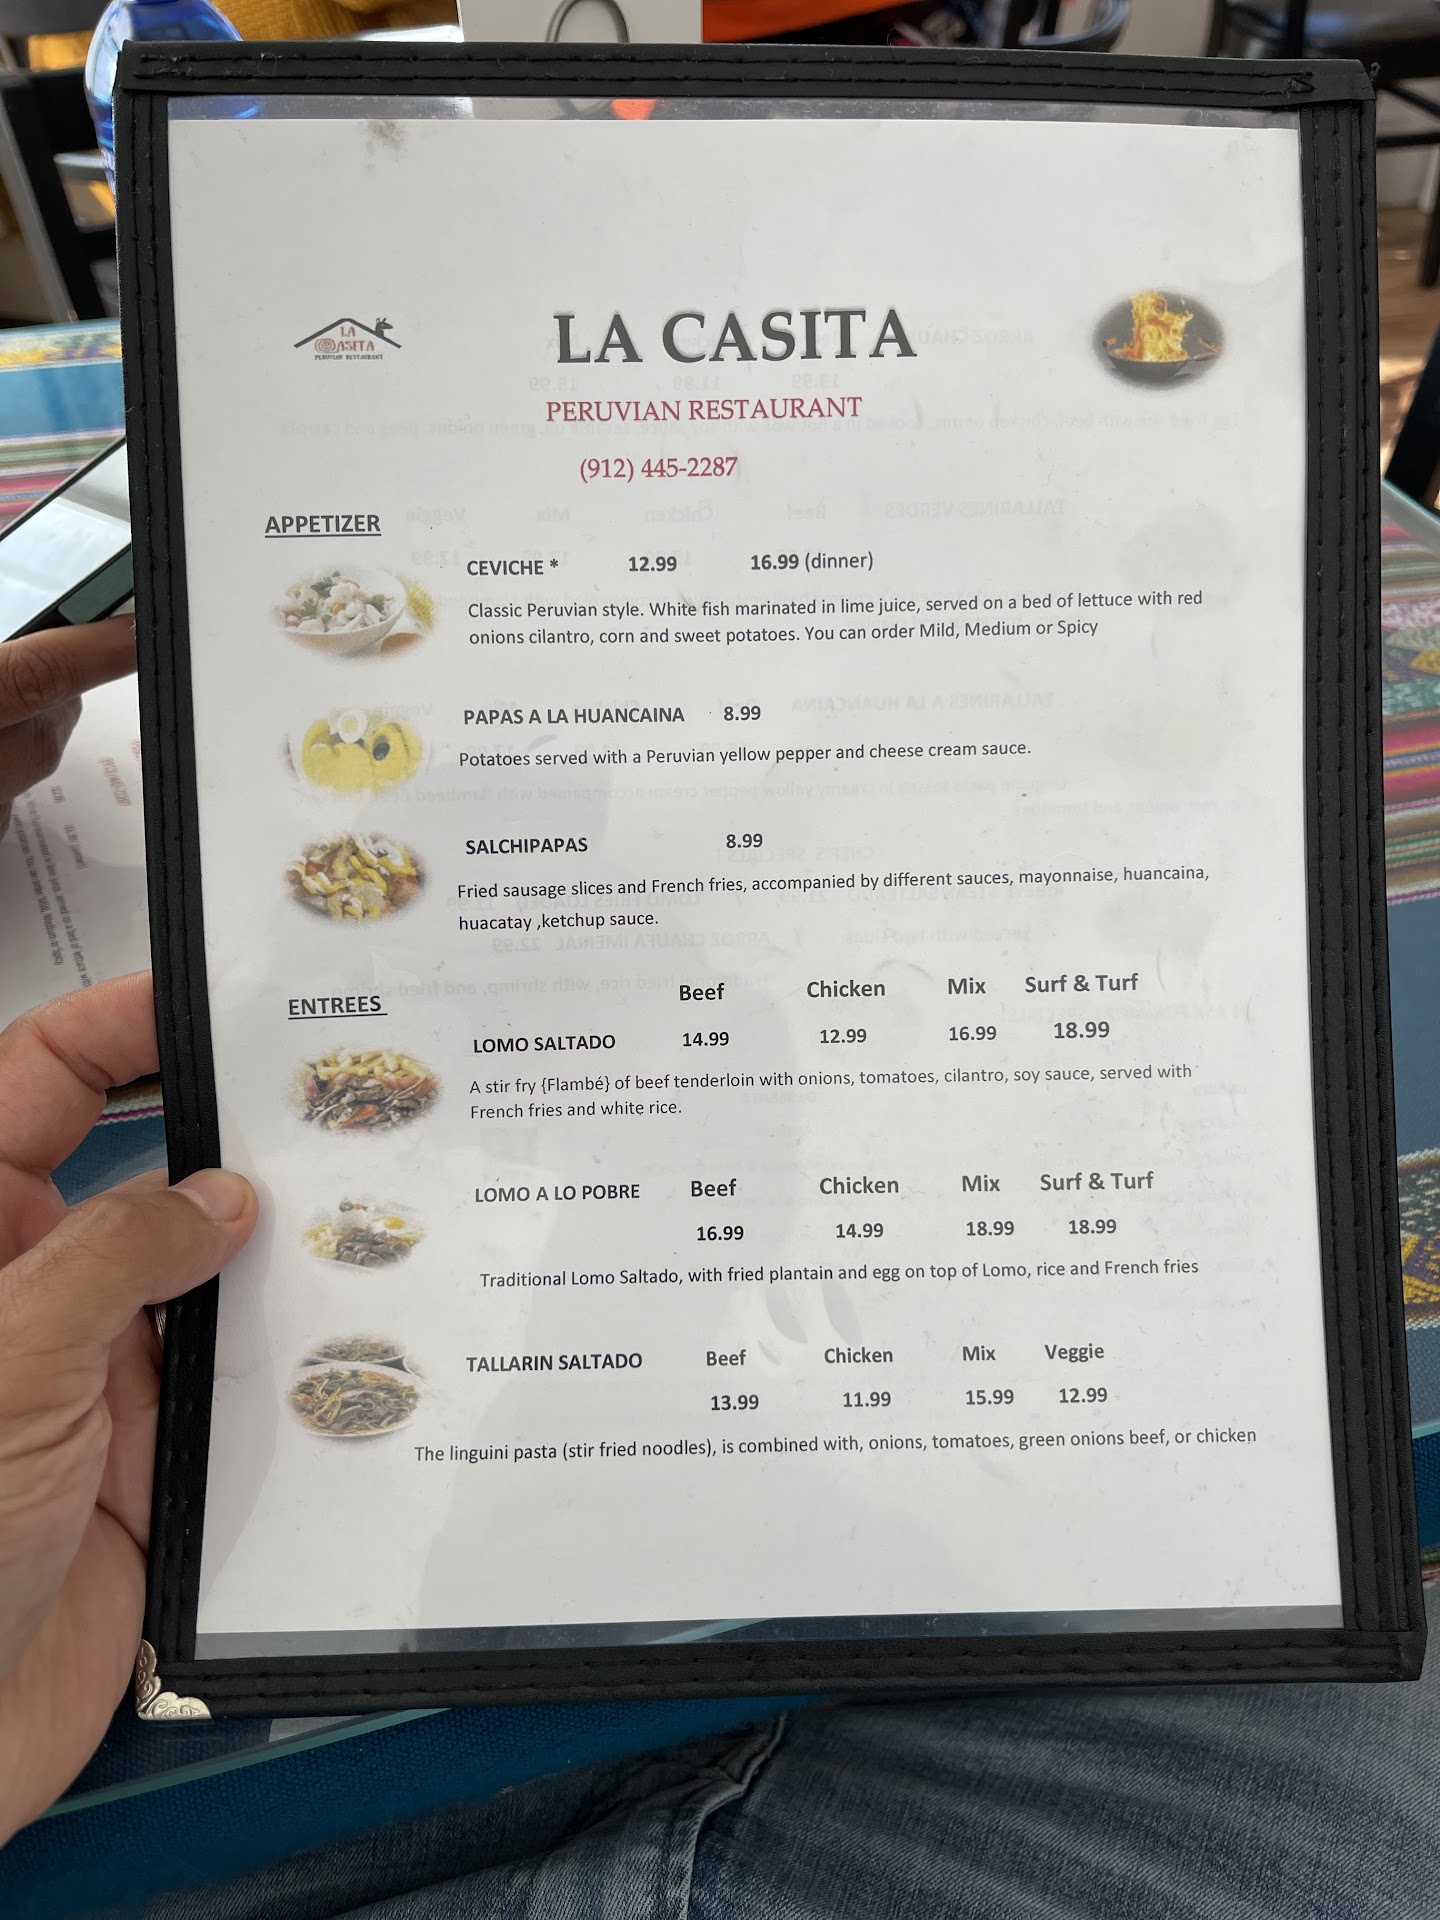 LA
CASITA
PERUVIAN RESTAURANT
LA CASITA
PERUVIAN RESTAURANT
(912) 445-2287
APPETIZER
CEVICHE * 12.99 16.99 (dinner)
Classic Peruvian style. White fish marinated in lime juice, served on a bed of lettuce with red
onions cilantro, corn and sweet potatoes. You can order Mild, Medium or Spicy
PAPAS A LA HUANCAINA 8.99
Potatoes served with a Peruvian yellow pepper and cheese cream sauce.
SALCHIPAPAS 8.99
Fried sausage slices and French fries, accompanied by different sauces, mayonnaise, huancaina,
huacatay ,ketchup sauce.
ENTREES Beef Chicken Mix Surf & Turf
LOMO SALTADO 14.99 12.99 16.99 18.99
A stir fry {Flambé} of beef tenderloin with onions, tomatoes, cilantro, soy sauce, served with
French fries and white rice.
LOMO A LO POBRE Beef Chicken Mix Surf & Turf
16.99 14.99 18.99 18.99
Traditional Lomo Saltado, with fried plantain and egg on top of Lomo, rice and French fries
TALLARIN SALTADO Beef Chicken Mix Veggie
13.99 11.99 15.99 12.99
The linguini pasta (stir fried noodles), is combined with, onions, tomatoes, green onions beef, or chicken